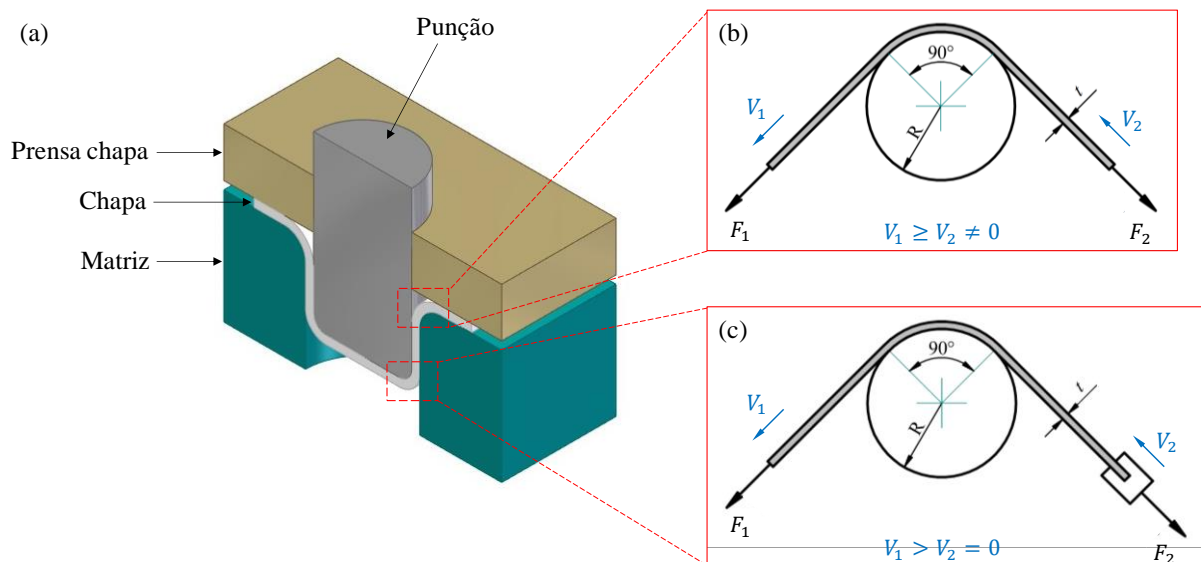 (a)
Punção
Prensa chapa
Chapa
Matriz
(b)
90°
R
t
V₁
V₂
F₁
F₂
V₁ ≥ V₂ ≠ 0
(c)
90°
R
t
V₁
V₂
F₁
F₂
V₁ > V₂ = 0